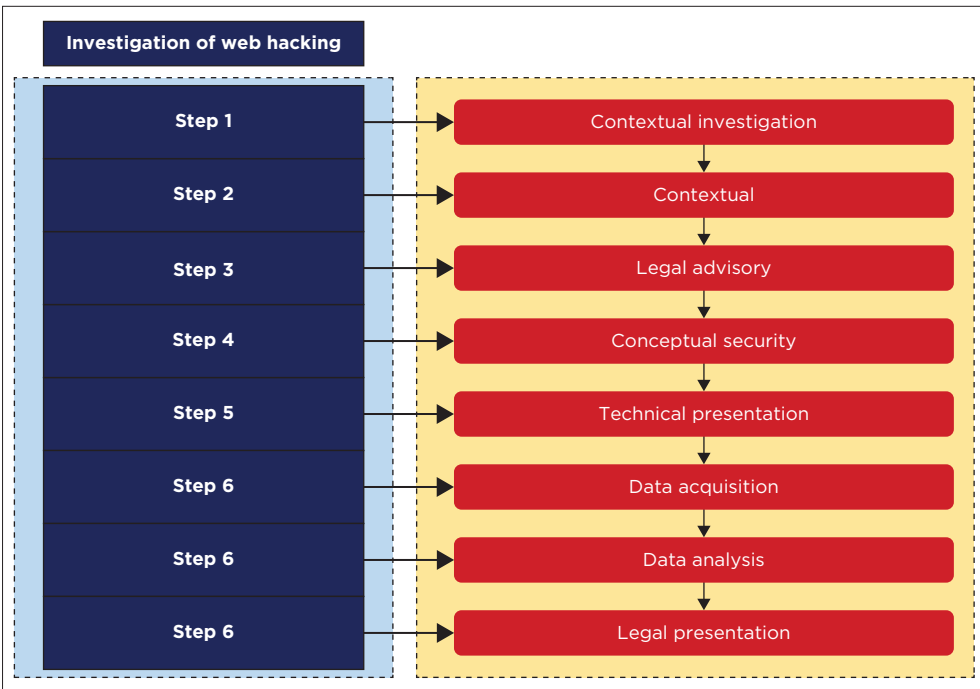 Investigation of web hacking
Step 1
Contextual investigation
Step 2
Contextual
Step 3
Legal advisory
Step 4
Conceptual security
Step 5
Technical presentation
Step 6
Data acquisition
Step 6
Data analysis
Step 6
Legal presentation